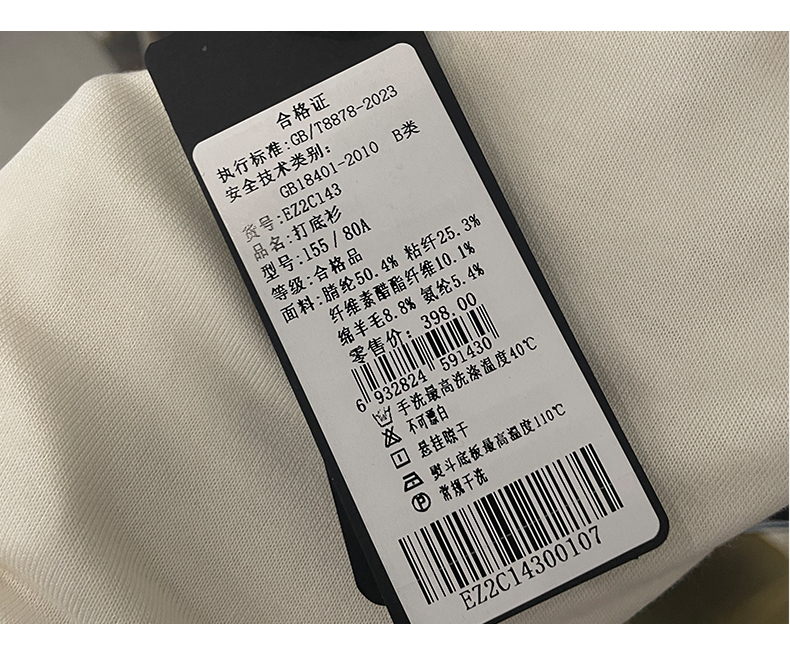 合格证
执行标准:GB/T8878-2023
安全技术类别:
GB18401-2010 B类
货号:EZ2C143
品名:打底衫
型号:155/80A
等级:合格品
面料:腈纶50.4% 粘纤25.3%
纤维素醋酯纤维10.1%
绵羊毛8.8% 氨纶5.4%
零售价: 398.00
6 932824 591430
手洗最高洗涤温度40℃
不可漂白
悬挂晾干
熨斗底板最高温度110℃
P 常规干洗
EZ2C14300107